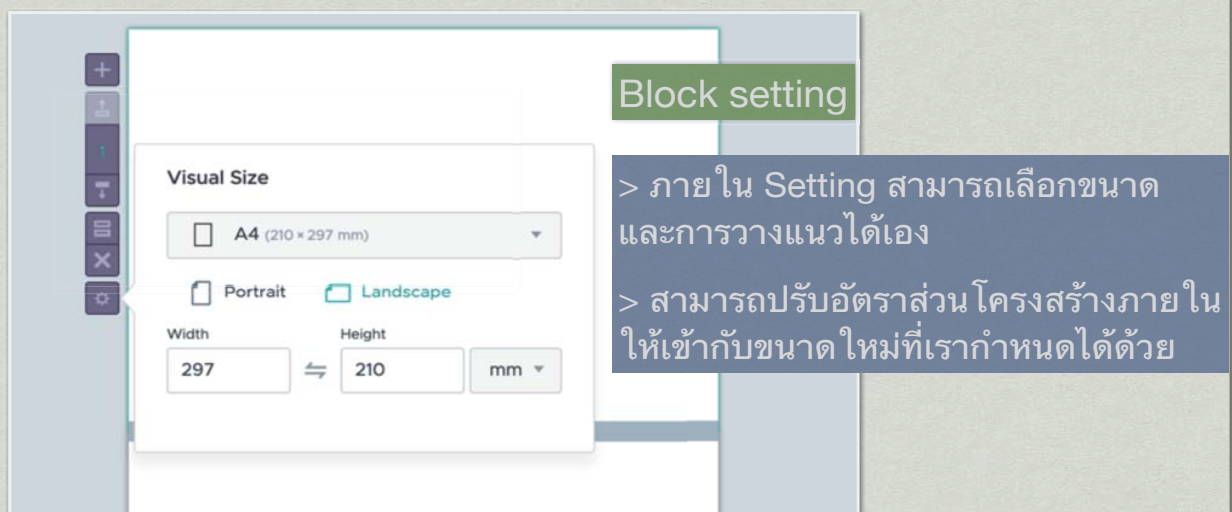 Block setting
> ภายใน Setting สามารถเลือกขนาด
และการวางแนวได้เอง
> สามารถปรับอัตราส่วนโครงสร้างภายใน
ให้เข้ากับขนาดใหม่ที่เรากำหนดได้ด้วย
1
Visual Size
A4 (210 × 297 mm)
Portrait Landscape
Width Height
297 210 mm